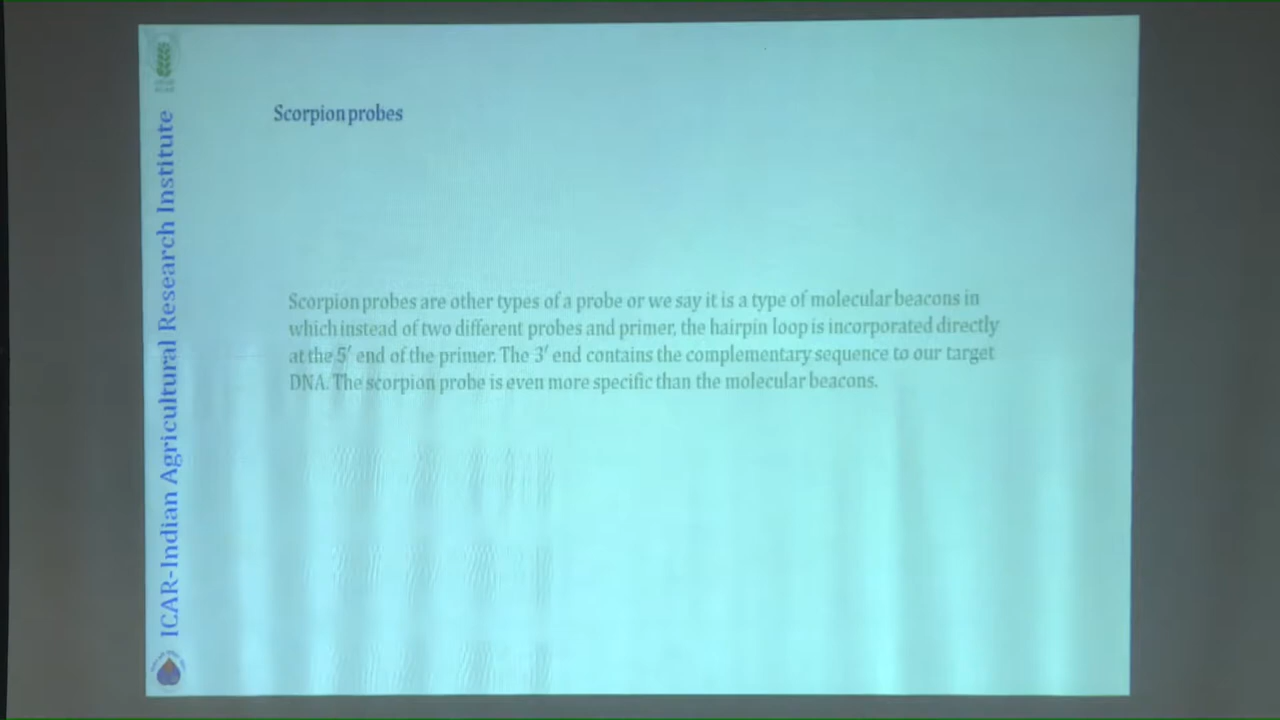 Scorpion probes
Scorpion probes are other types of a probe or we say it is a type of molecular beacons in
which instead of two different probes and primer, the hairpin loop is incorporated directly
at the 5′ end of the primer. The 3′ end contains the complementary sequence to our target
DNA. The scorpion probe is even more specific than the molecular beacons.
ICAR-Indian Agricultural Research Institute